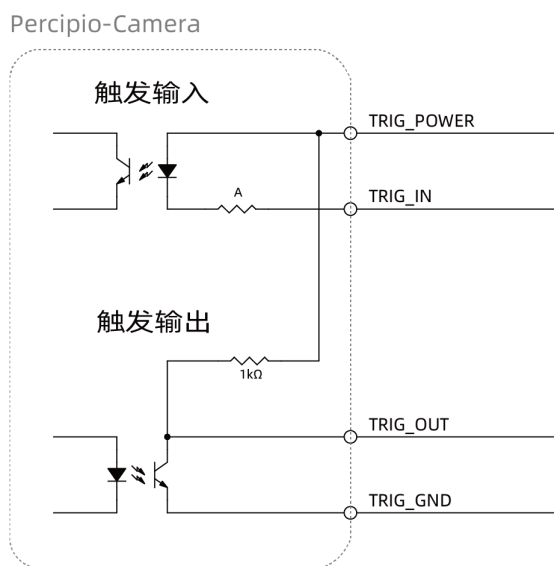 Percipio-Camera
触发输入
TRIG_POWER
A
TRIG_IN
触发输出
1kΩ
TRIG_OUT
TRIG_GND